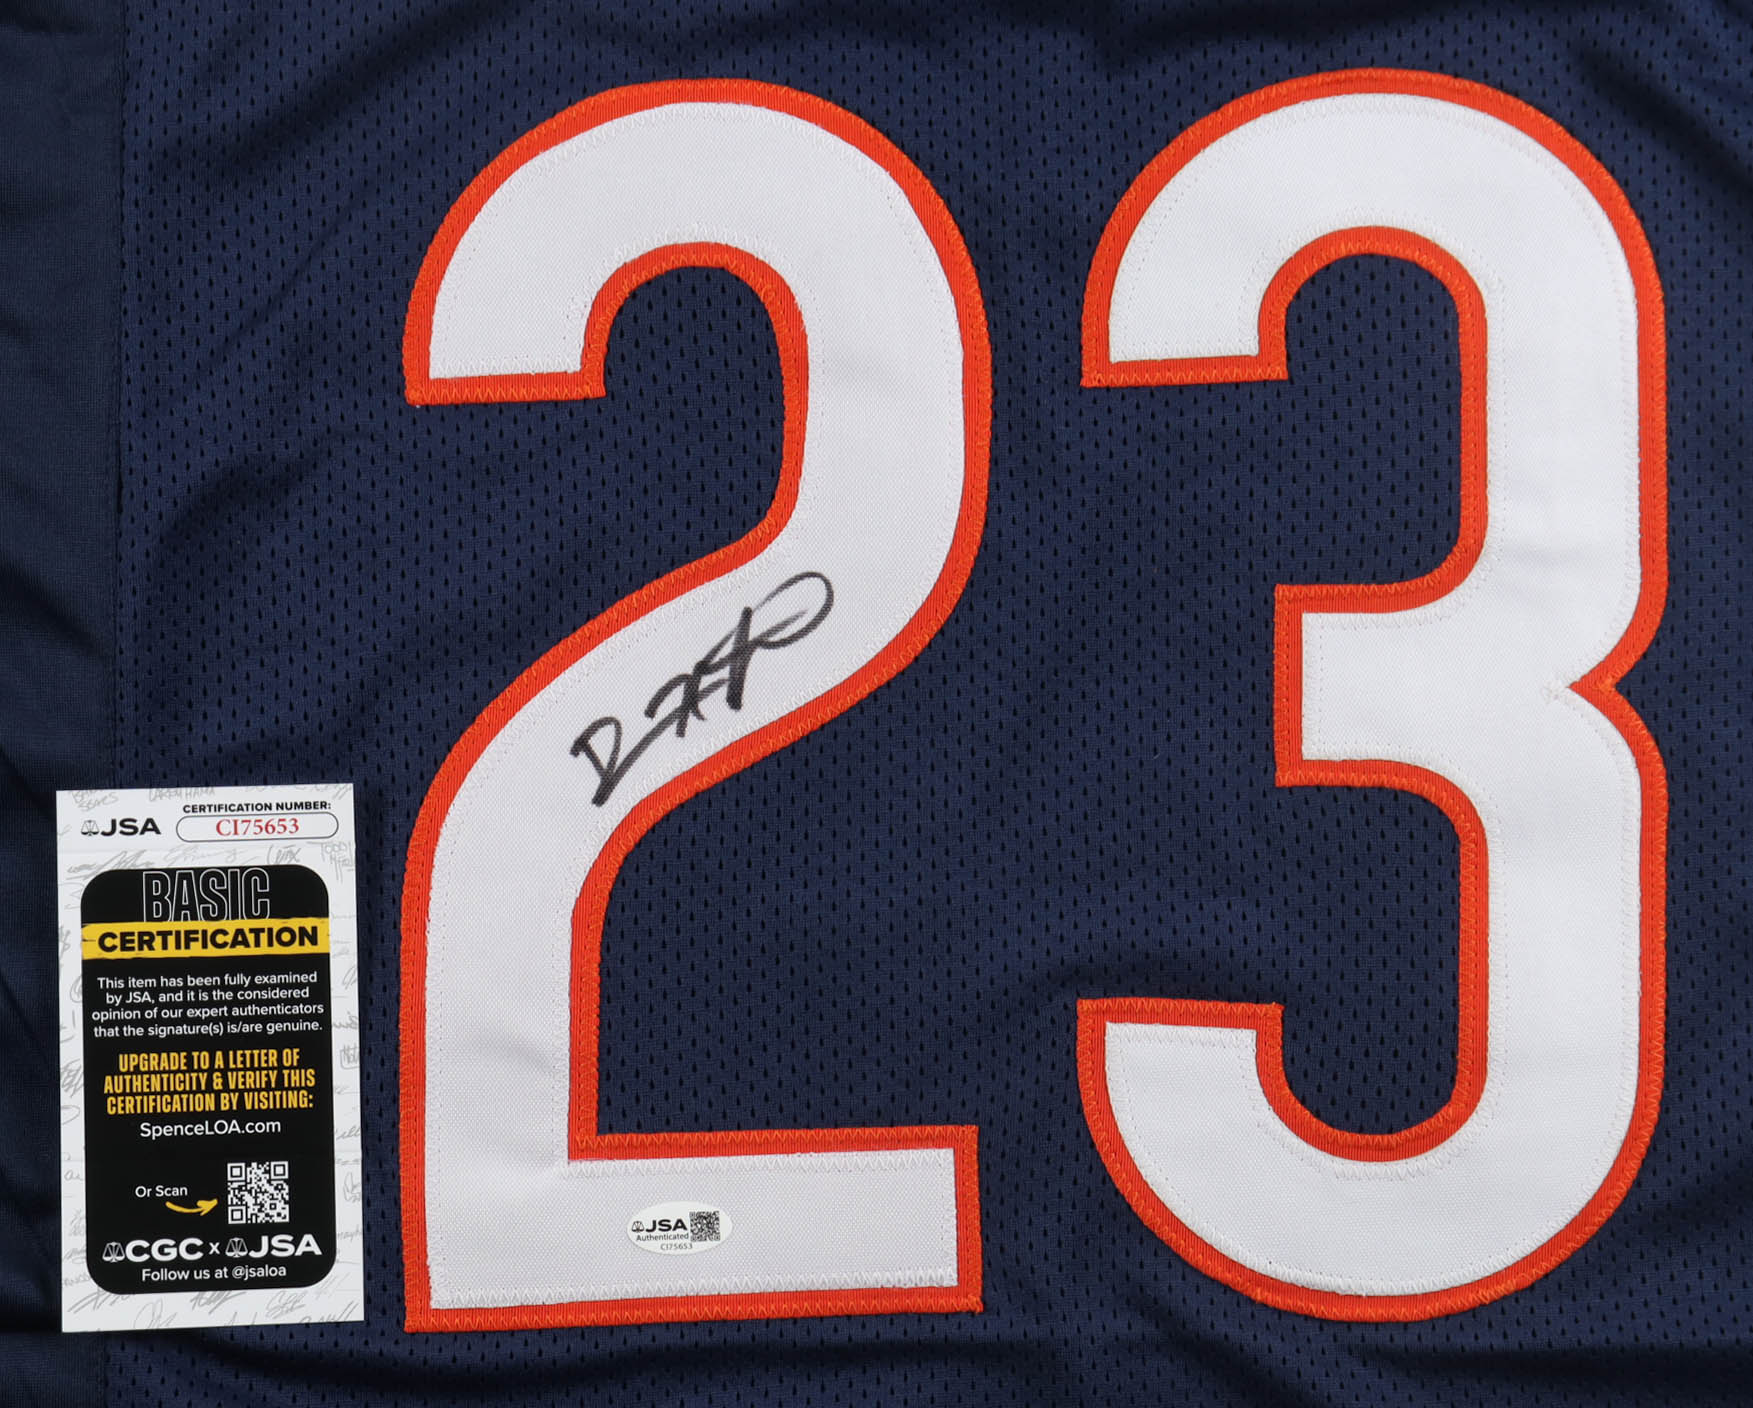 23
CERTIFICATION NUMBER:
JSA CI75653
BASIC
CERTIFICATION
This item has been fully examined
by JSA, and it is the considered
opinion of our expert authenticators
that the signature(s) is/are genuine.
UPGRADE TO A LETTER OF
AUTHENTICITY & VERIFY THIS
CERTIFICATION BY VISITING:
SpenceLOA.com
Or Scan
CGC x JSA
Follow us at @jsaloa
JSA
Authenticated
CI75653